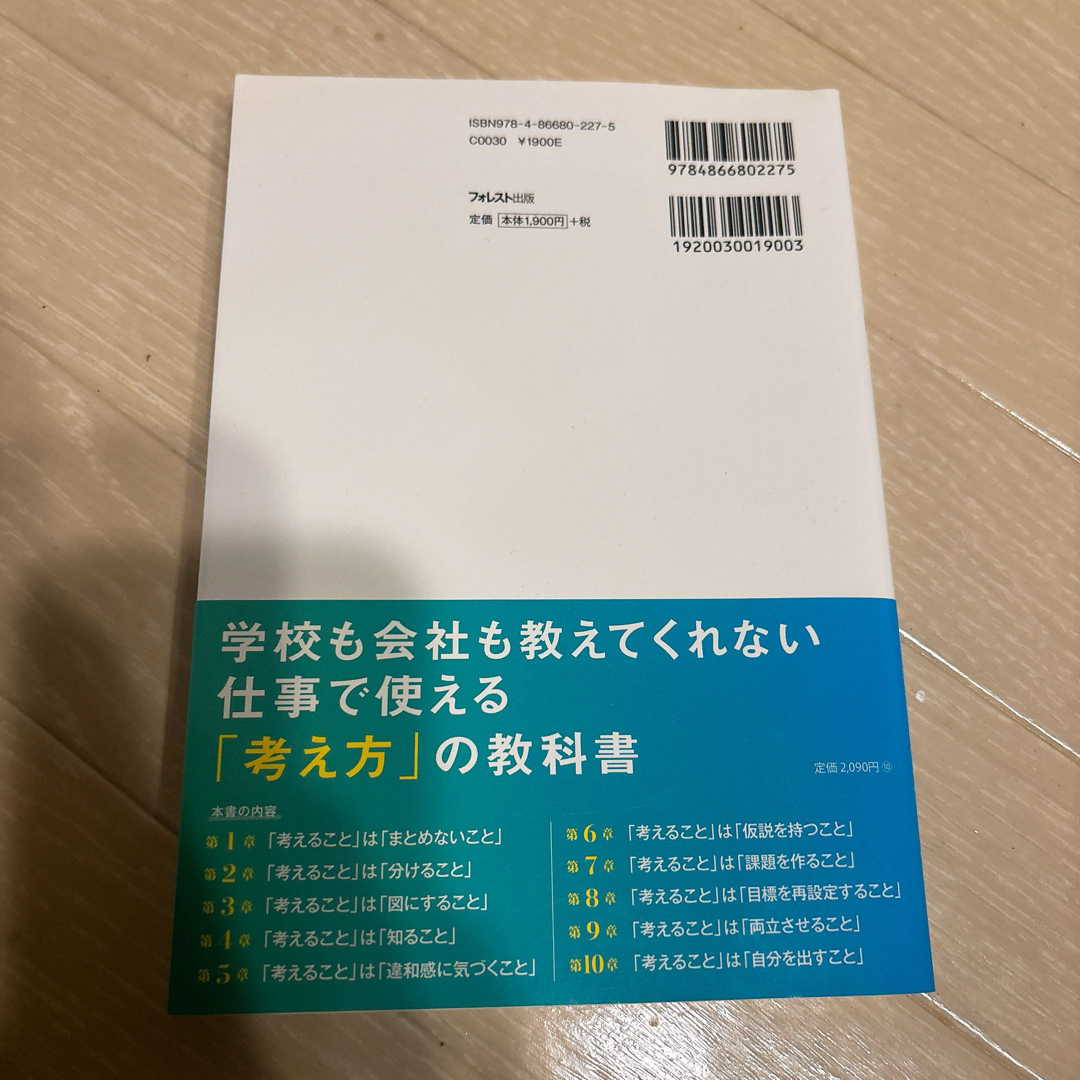 ISBN978-4-86680-227-5
C0030 ¥1900E
9784866802275
フォレスト出版
定価 本体1,900円+税
1920030019003
学校も会社も教えてくれない
仕事で使える
「考え方」の教科書
定価 2,090円⑩
本書の内容
第1章 「考えること」は「まとめないこと」
第2章 「考えること」は「分けること」
第3章 「考えること」は「図にすること」
第4章 「考えること」は「知ること」
第5章 「考えること」は「違和感に気づくこと」
第6章 「考えること」は「仮説を持つこと」
第7章 「考えること」は「課題を作ること」
第8章 「考えること」は「目標を再設定すること」
第9章 「考えること」は「両立させること」
第10章 「考えること」は「自分を出すこと」